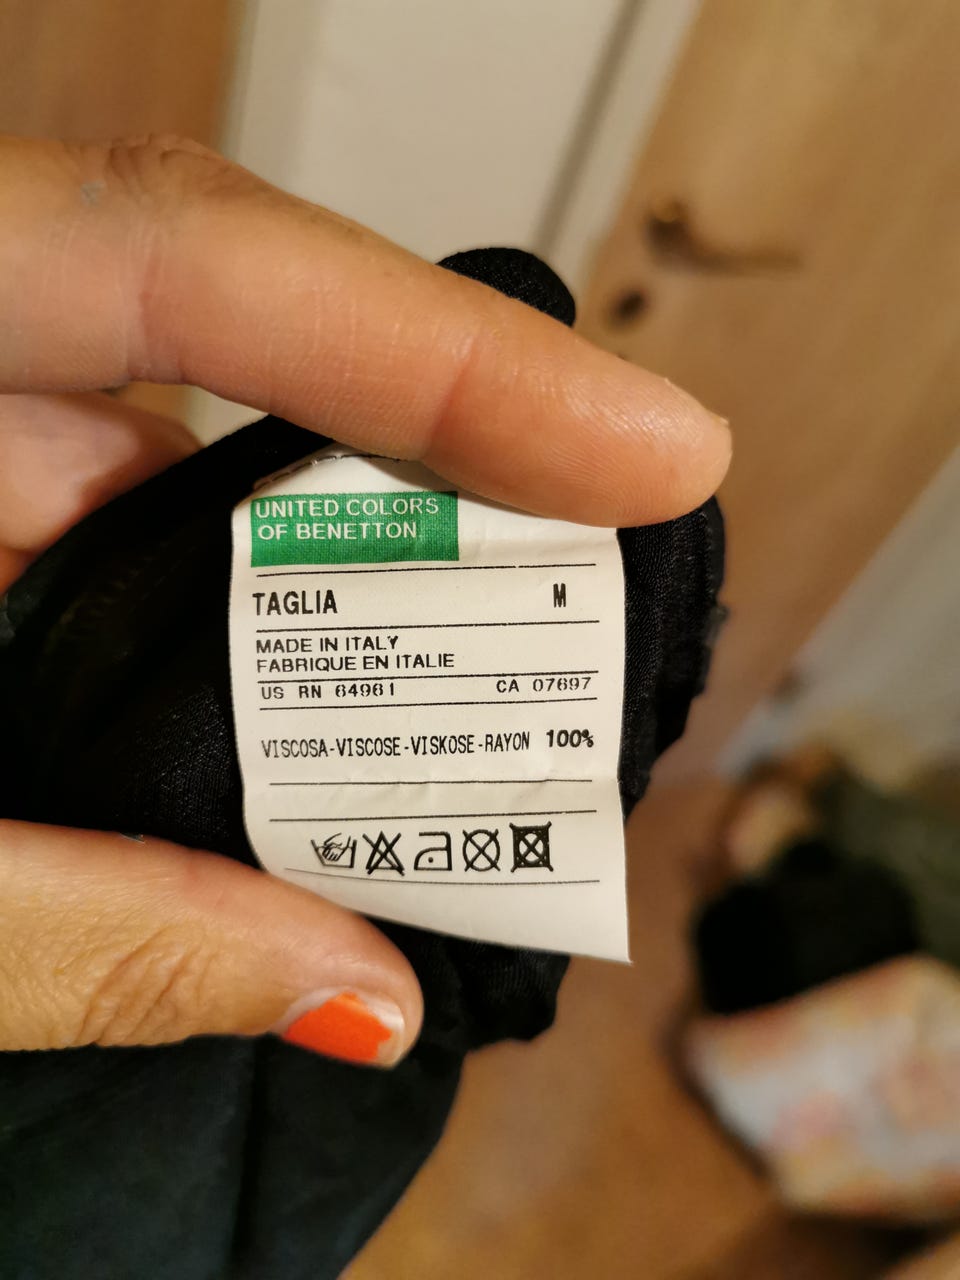 UNITED COLORS
OF BENETTON
TAGLIA M
MADE IN ITALY
FABRIQUE EN ITALIE
US RN 64961 CA 07697
VISCOSA-VISCOSE-VISKOSE-RAYON 100%